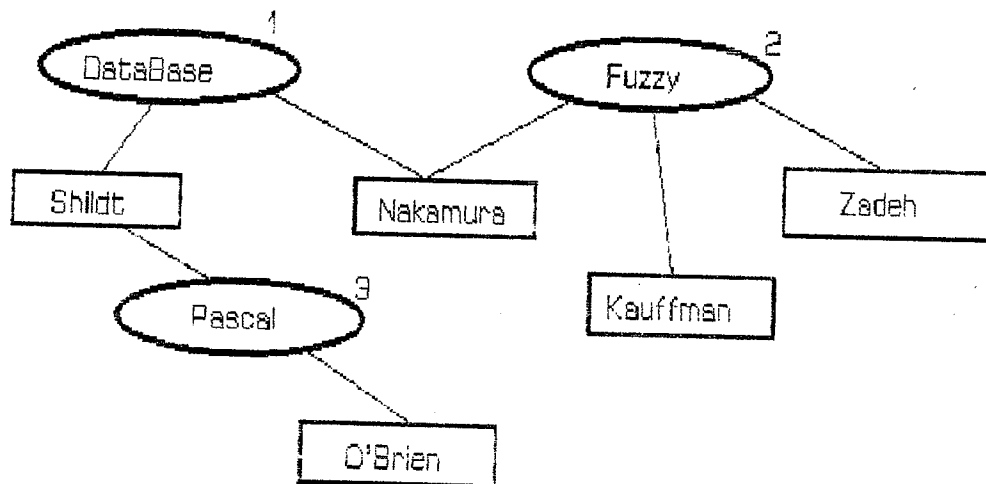 1
DataBase
2
Fuzzy
Shildt
Nakamura
Zadeh
3
Pascal
Kauffman
O'Brien